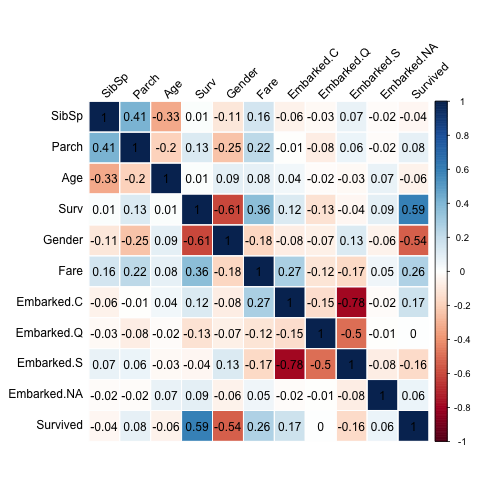 SibSp Parch Age Surv Gender Fare Embarked.C Embarked.Q Embarked.S Embarked.NA Survived
SibSp 1 0.41 -0.33 0.01 -0.11 0.16 -0.06 -0.03 0.07 -0.02 -0.04
Parch 0.41 1 -0.2 0.13 -0.25 0.22 -0.01 -0.08 0.06 -0.02 0.08
Age -0.33 -0.2 1 0.01 0.09 0.08 0.04 -0.02 -0.03 0.07 -0.06
Surv 0.01 0.13 0.01 1 -0.61 0.36 0.12 -0.13 -0.04 0.09 0.59
Gender -0.11 -0.25 0.09 -0.61 1 -0.18 -0.08 -0.07 0.13 -0.06 -0.54
Fare 0.16 0.22 0.08 0.36 -0.18 1 0.27 -0.12 -0.17 0.05 0.26
Embarked.C -0.06 -0.01 0.04 0.12 -0.08 0.27 1 -0.15 -0.78 -0.02 0.17
Embarked.Q -0.03 -0.08 -0.02 -0.13 -0.07 -0.12 -0.15 1 -0.5 -0.01 0
Embarked.S 0.07 0.06 -0.03 -0.04 0.13 -0.17 -0.78 -0.5 1 -0.08 -0.16
Embarked.NA -0.02 -0.02 0.07 0.09 -0.06 0.05 -0.02 -0.01 -0.08 1 0.06
Survived -0.04 0.08 -0.06 0.59 -0.54 0.26 0.17 0 -0.16 0.06 1
1
0.8
0.6
0.4
0.2
0
-0.2
-0.4
-0.6
-0.8
-1